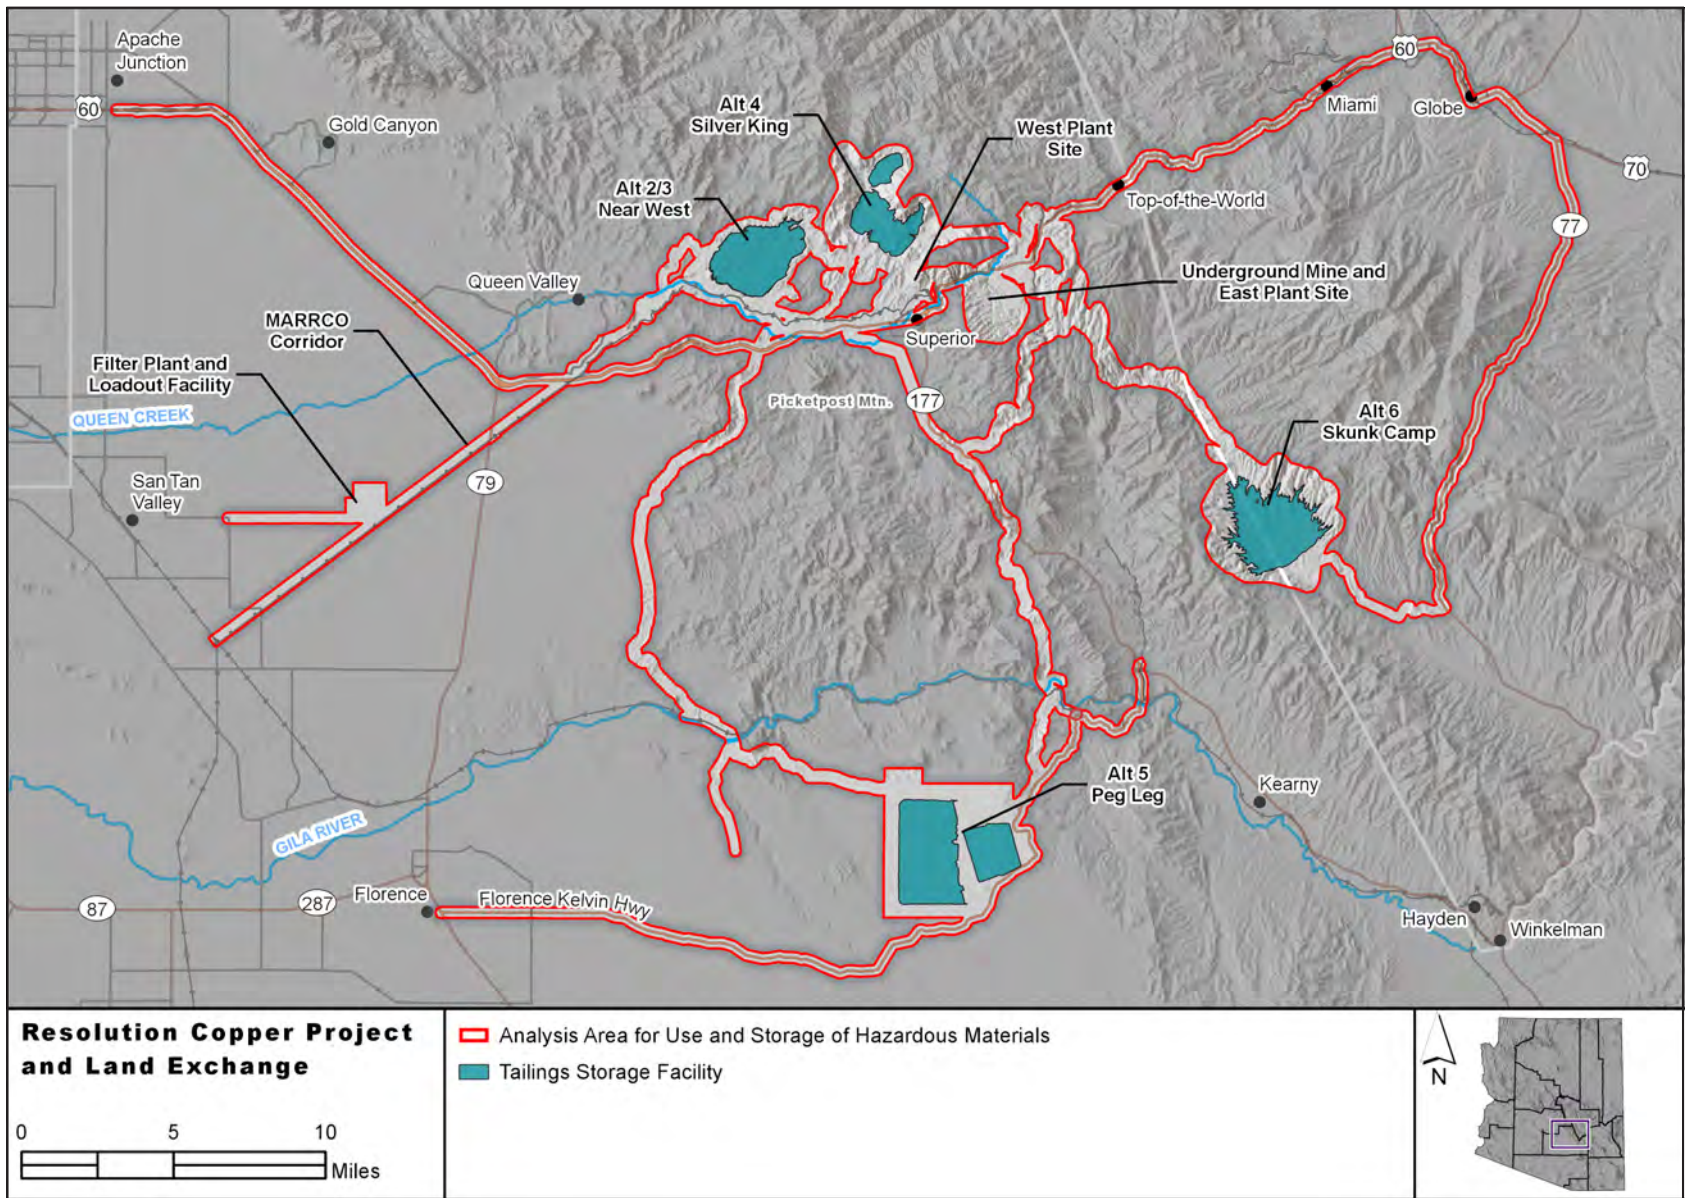 Apache
Junction
60
60
Gold Canyon
Alt 4
Silver King
West Plant
Site
Miami
Globe
70
Alt 2/3
Near West
Top-of-the-World
77
Queen Valley
Underground Mine and
East Plant Site
MARRCO
Corridor
Superior
Filter Plant and
Loadout Facility
QUEEN CREEK
Picketpost Mtn.
177
Alt 6
Skunk Camp
San Tan
Valley
79
Alt 5
Peg Leg
Kearny
GILA RIVER
Florence
Florence Kelvin Hwy
87
287
Hayden
Winkelman
Resolution Copper Project
and Land Exchange
0 5 10
Miles
Analysis Area for Use and Storage of Hazardous Materials
Tailings Storage Facility
N